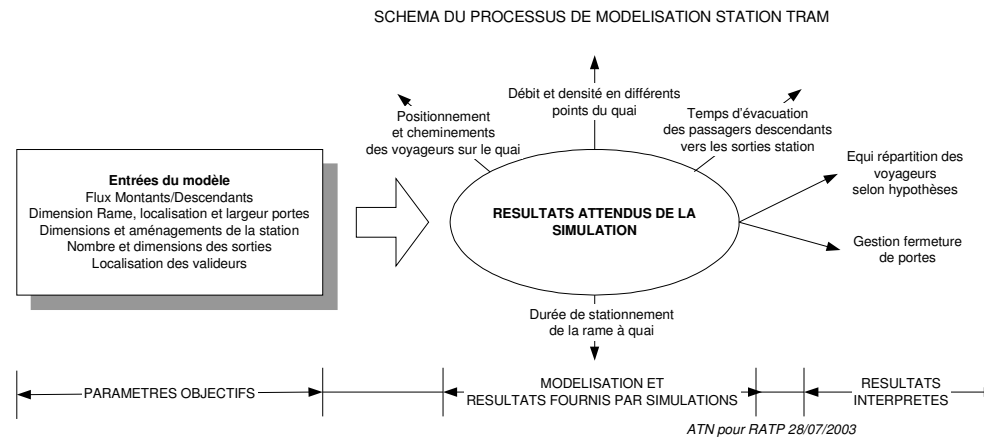 SCHEMA DU PROCESSUS DE MODELISATION STATION TRAM
Débit et densité en différents
points du quai
Positionnement
et cheminements
des voyageurs sur le quai
Temps d'évacuation
des passagers descendants
vers les sorties station
Equi répartition des
voyageurs
selon hypothèses
Entrées du modèle
Flux Montants/Descendants
Dimension Rame, localisation et largeur portes
Dimensions et aménagements de la station
Nombre et dimensions des sorties
Localisation des valideurs
RESULTATS ATTENDUS DE LA
SIMULATION
Gestion fermeture
de portes
Durée de stationnement
de la rame à quai
PARAMETRES OBJECTIFS
MODELISATION ET
RESULTATS FOURNIS PAR SIMULATIONS
RESULTATS
INTERPRETES
ATN pour RATP 28/07/2003